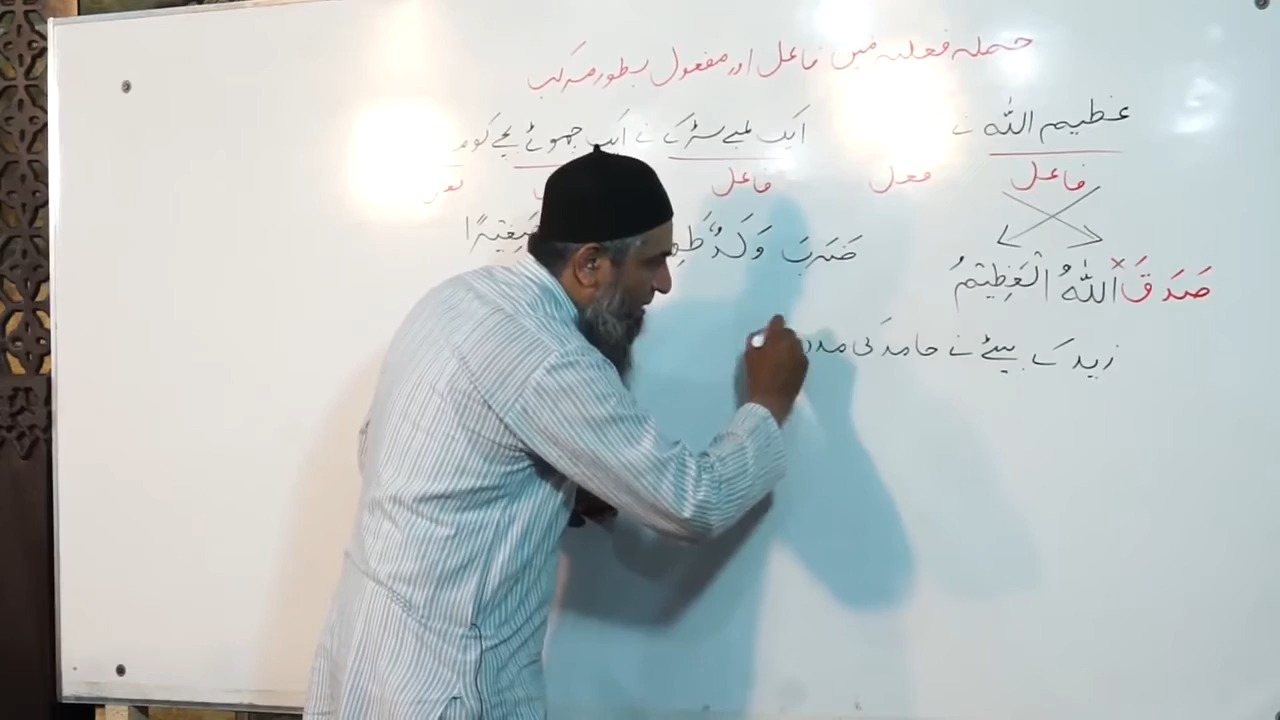 جملہ فعلیہ میں فاعل اور مفعول بطور مرکب
عظیم اللہ نے ایک لمبے لڑکے نے ایک چھوٹے بچے کو
فاعل فعل فاعل
ضَرَبَ وَلَدٌ
صَدَقَ اللّٰهُ الْعَظِيْمُ
زید کے بیٹے نے حامد کی مدد